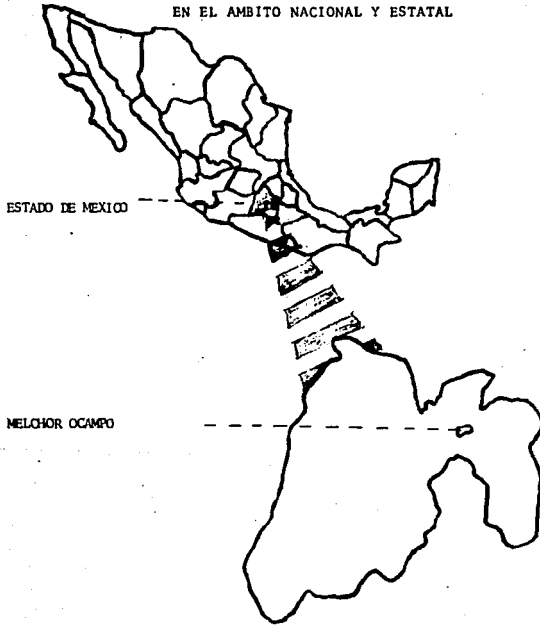 EN EL AMBITO NACIONAL Y ESTATAL
ESTADO DE MEXICO
MELCHOR OCAMPO